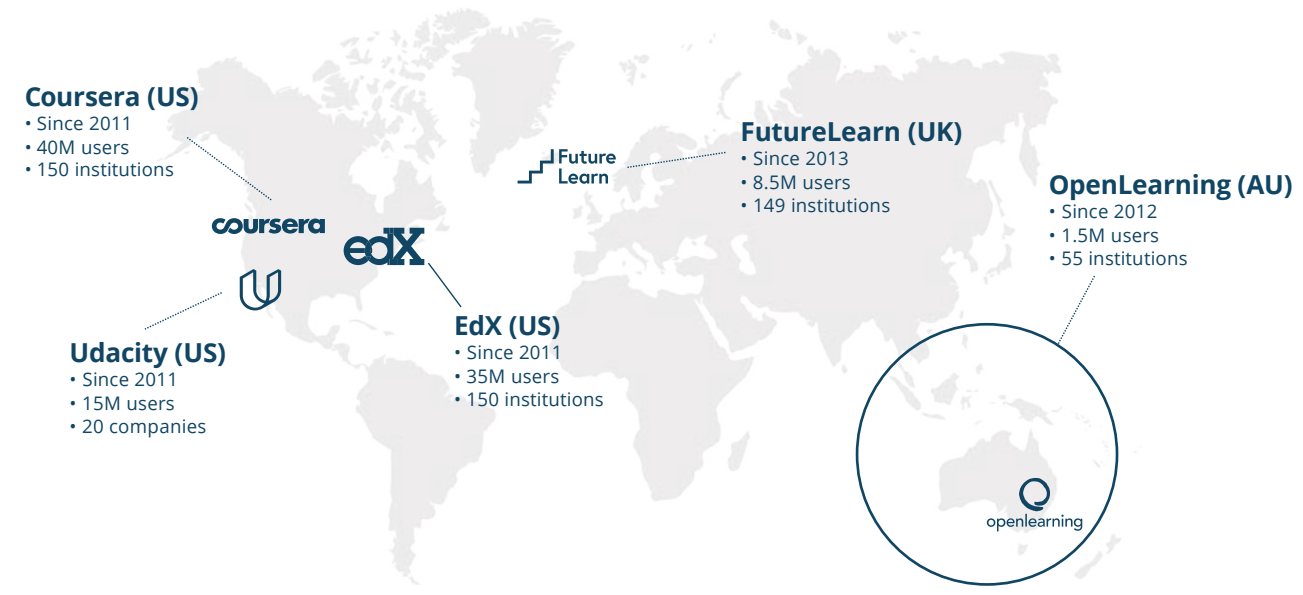 Coursera (US)
• Since 2011
• 40M users
• 150 institutions
coursera
edX
Udacity (US)
• Since 2011
• 15M users
• 20 companies
EdX (US)
• Since 2011
• 35M users
• 150 institutions
Future
Learn
FutureLearn (UK)
• Since 2013
• 8.5M users
• 149 institutions
OpenLearning (AU)
• Since 2012
• 1.5M users
• 55 institutions
openlearning